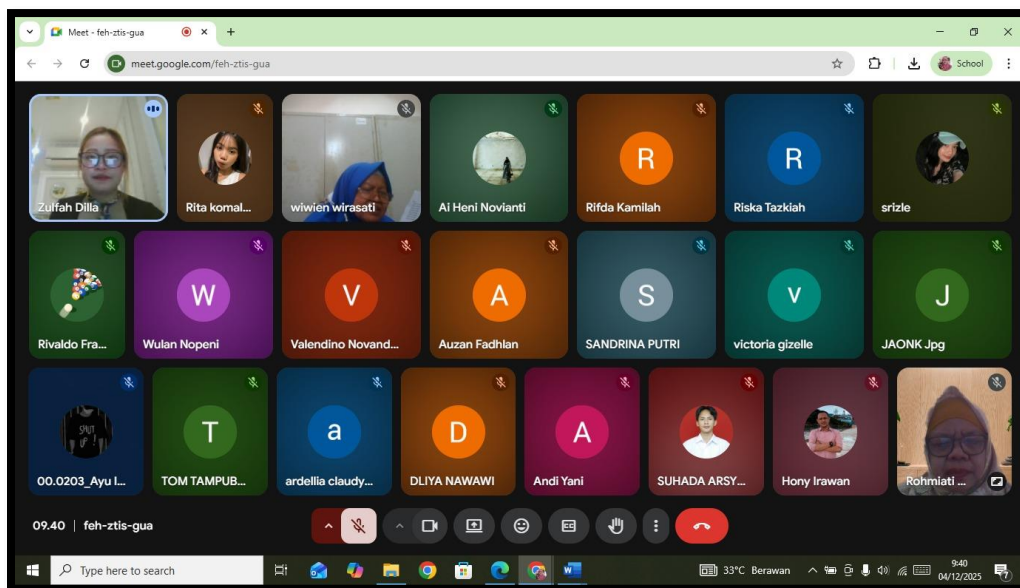 Meet - feh-ztis-gua
meet.google.com/feh-ztis-gua
School
Zulfah Dilla
Rita komal...
wiwien wirasati
Ai Heni Novianti
R
Rifda Kamilah
R
Riska Tazkiah
srizle
Rivaldo Fra...
W
Wulan Nopeni
V
Valendino Novand...
A
Auzan Fadhlan
S
SANDRINA PUTRI
v
victoria gizelle
J
JAONK Jpg
SHUT UP !
00.0203_Ayu I...
T
TOM TAMPUB...
a
ardellia claudy...
D
DLIYA NAWAWI
A
Andi Yani
SUHADA ARSY...
Hony Irawan
Rohmiati ...
09.40 | feh-ztis-gua
Type here to search
33°C Berawan
9:40
04/12/2025
7